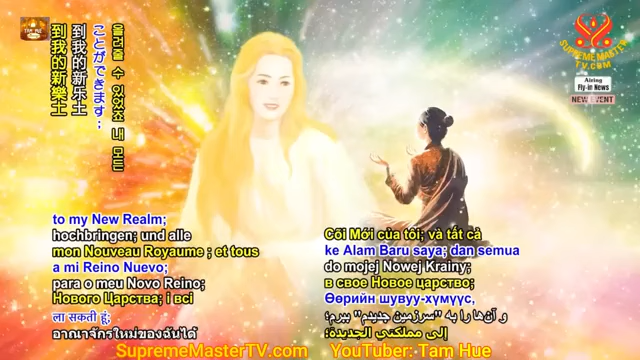 SUPREME MASTER
TV.COM
Airing
Fly-in News
NEW EVENT
올려줄 수 있었죠 내 모든
ことができます;
到我的新乐土
到我的新樂土
to my New Realm;
hochbringen; und alle
mon Nouveau Royaume ; et tous
a mi Reino Nuevo;
para o meu Novo Reino;
Нового Царства; і всі
ला सकती हूं;
อาณาจักรใหม่ของฉันได้
Cõi Mới của tôi; và tất cả
ke Alam Baru saya; dan semua
do mojej Nowej Krainy;
в свое Новое царство;
Өөрийн шувуу-хүмүүс,
و آن‌ها را به "سرزمین جدیدم" ببرم؛
إلى مملكتي الجديدة؛
SupremeMasterTV.com
YouTuber: Tam Hue